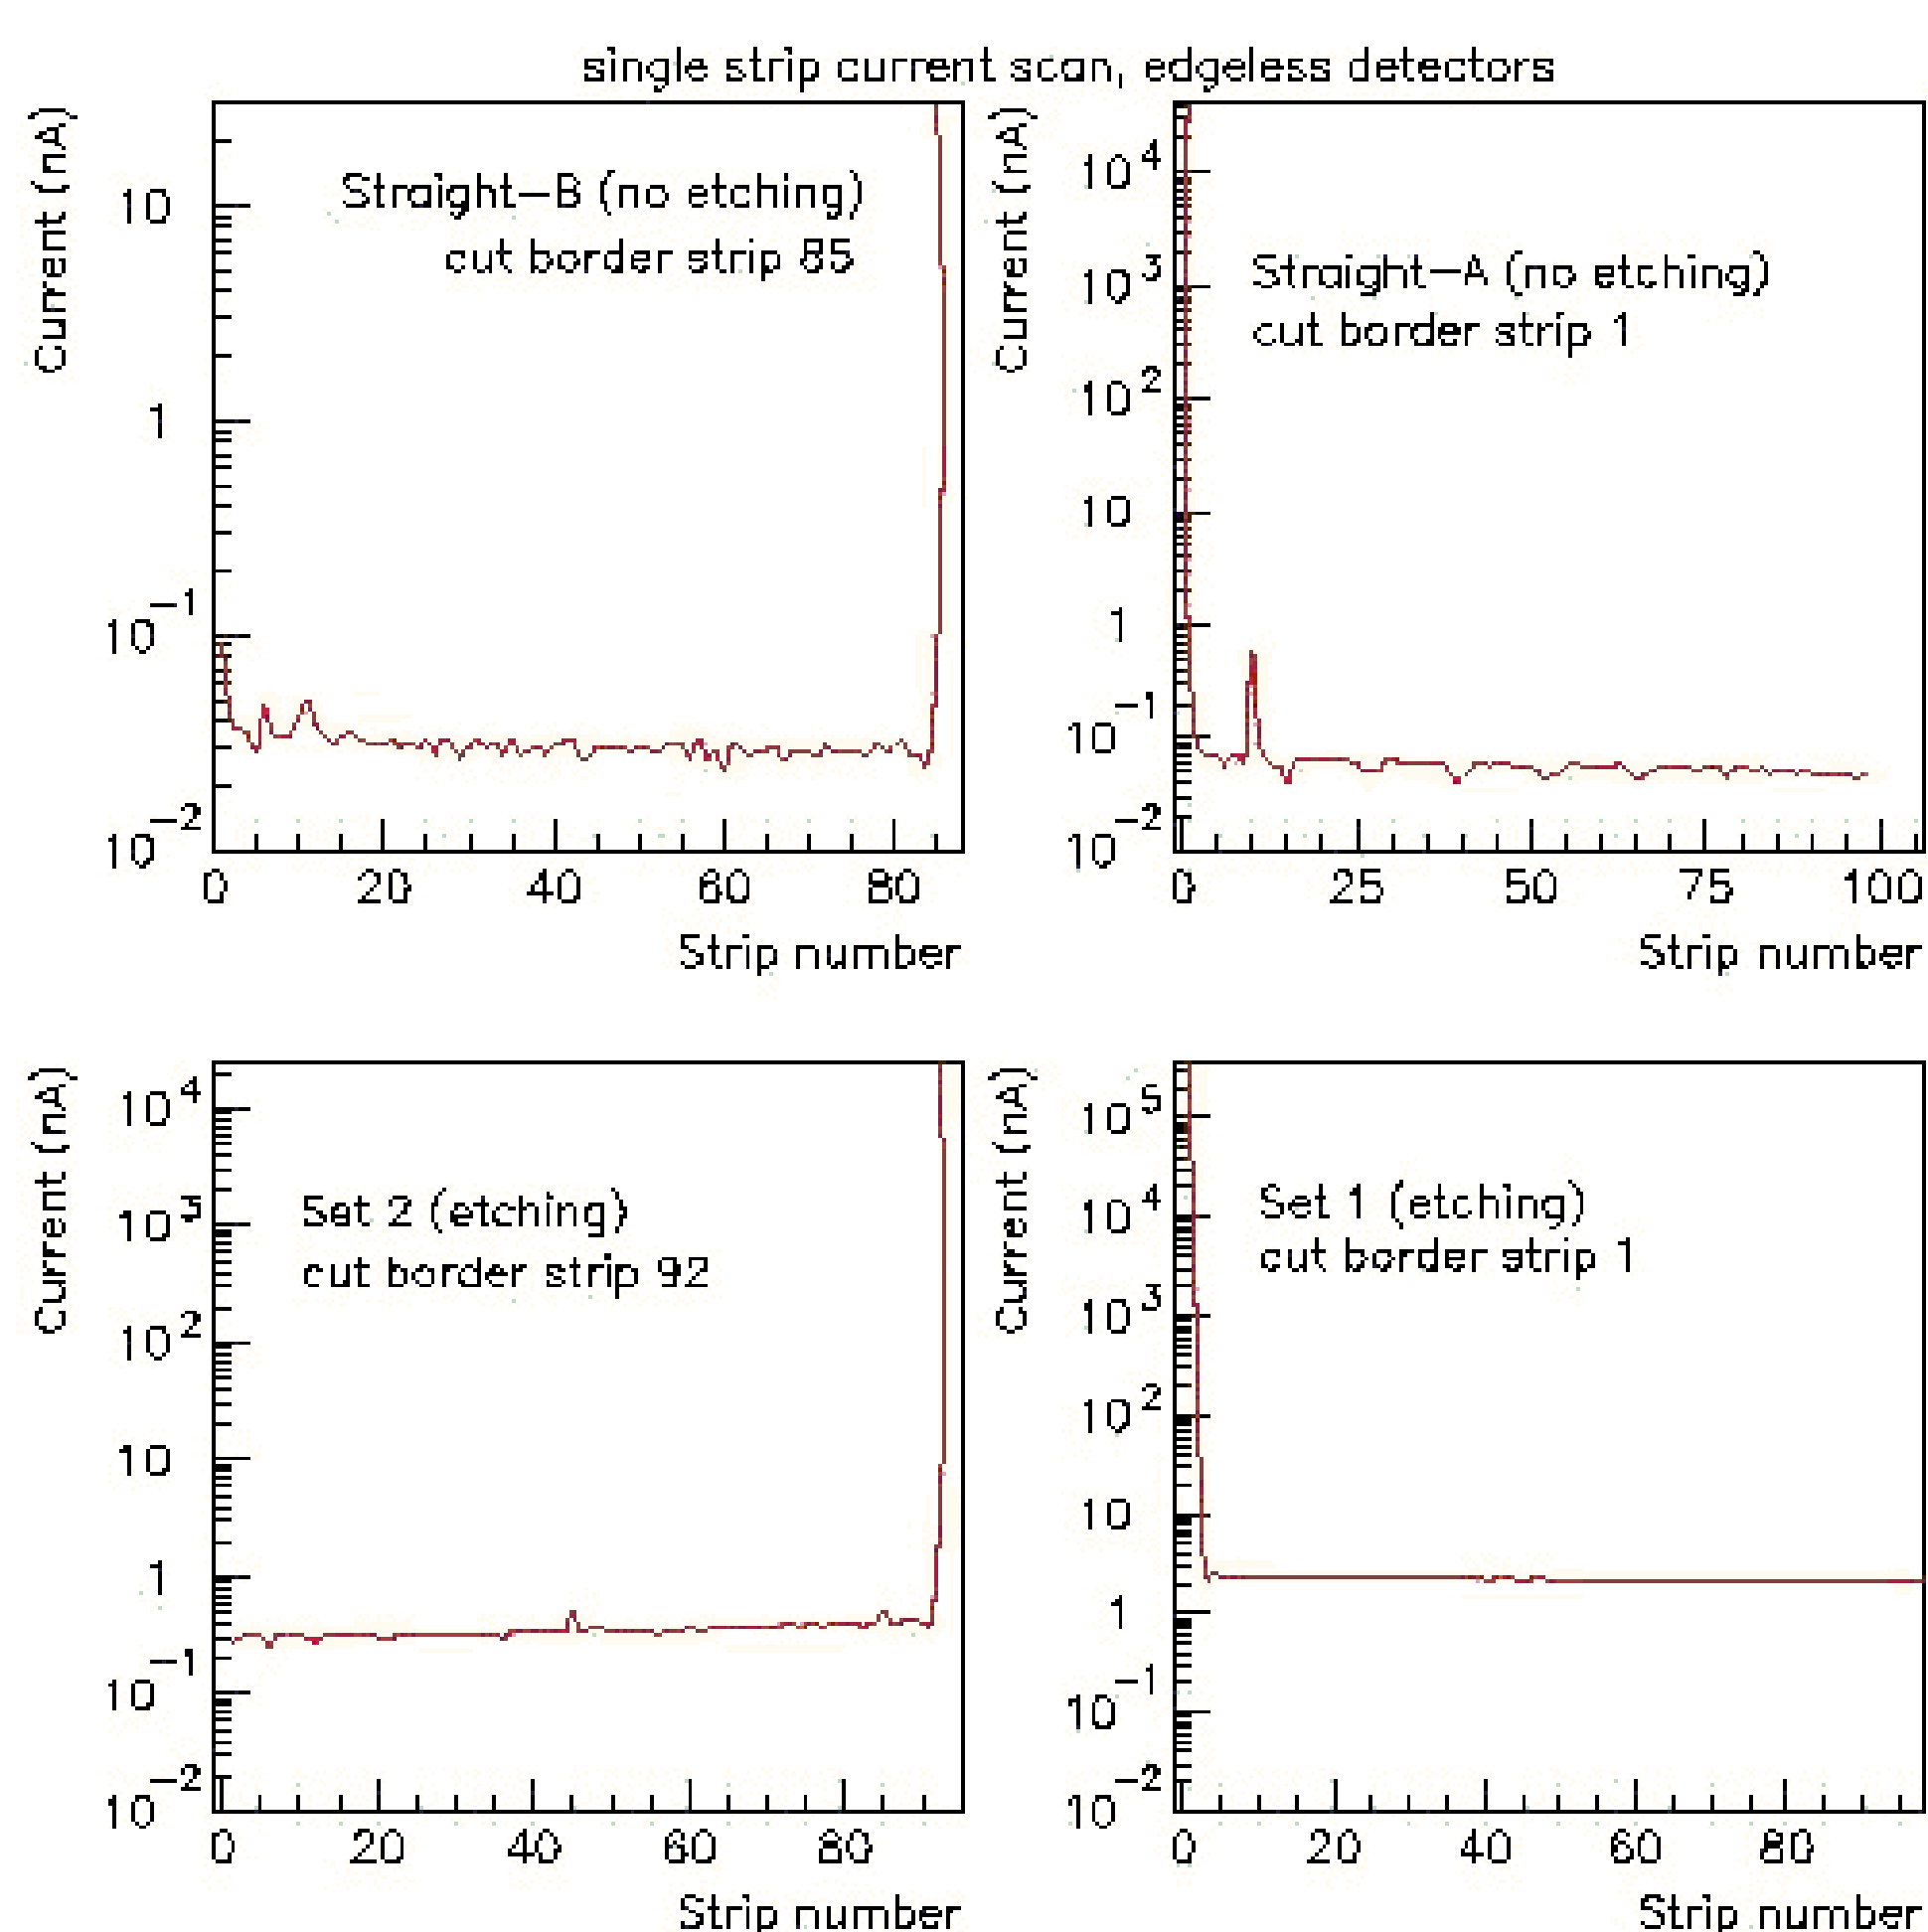 single strip current scan, edgeless detectors
Current (nA)
10
1
10⁻¹
10⁻²
Straight-B (no etching)
cut border strip 85
0 20 40 60 80
Strip number
Current (nA)
10⁴
10³
10²
10
1
10⁻¹
10⁻²
Straight-A (no etching)
cut border strip 1
0 25 50 75 100
Strip number
Current (nA)
10⁴
10³
10²
10
1
10⁻¹
10⁻²
Set 2 (etching)
cut border strip 92
0 20 40 60 80
Strip number
Current (nA)
10⁵
10⁴
10³
10²
10
1
10⁻¹
10⁻²
Set 1 (etching)
cut border strip 1
0 20 40 60 80
Strip number